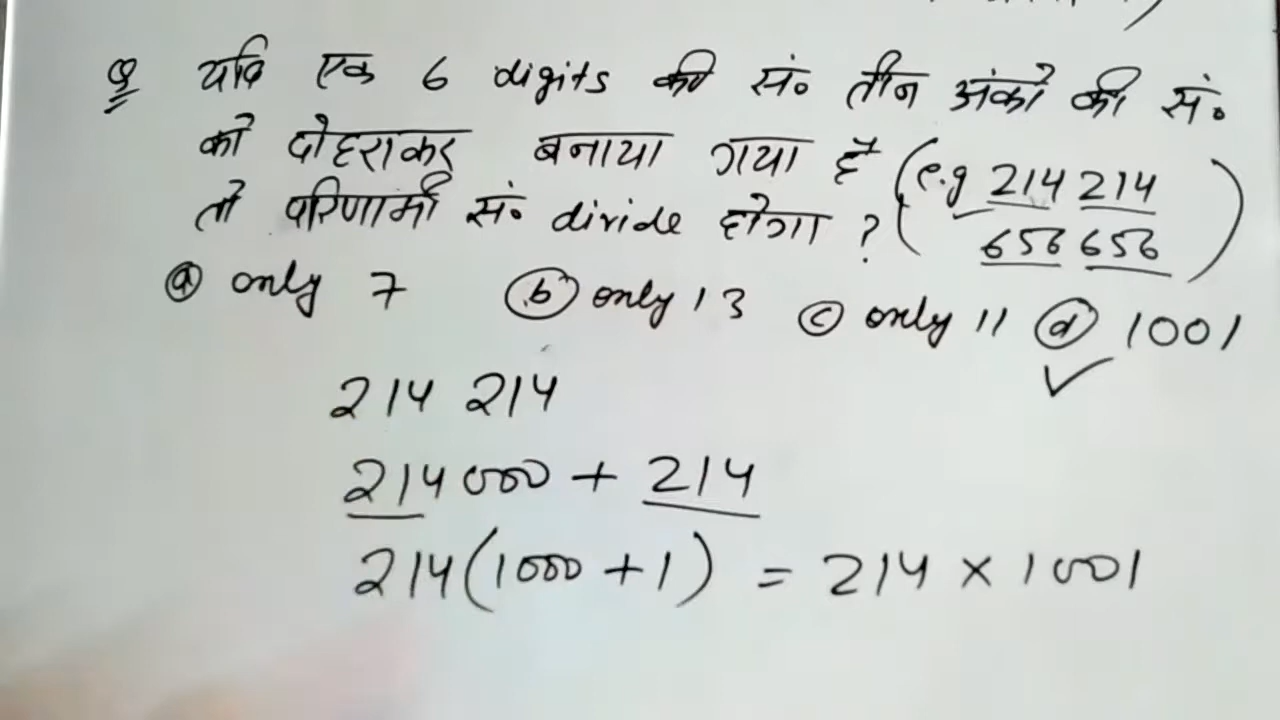 Q यदि एक 6 digits की सं० तीन अंको की सं०
को दोहराकर बनाया गया है (e.g 214 214
तो परिणामी सं० divide होगा ? 656 656)
ⓐ only 7 ⓑ only 13 ⓒ only 11 ⓓ 1001 ✓
214 214
214000 + 214
214(1000+1) = 214 × 1001